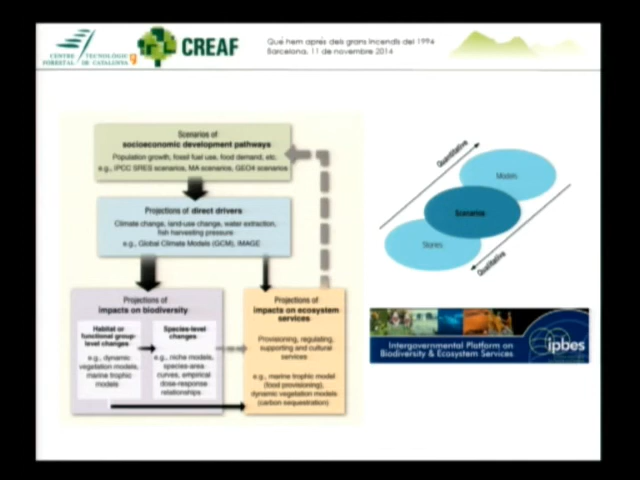 CENTRE TECNOLÒGIC
FORESTAL DE CATALUNYA
CREAF
Què hem après dels grans incendis del 1994
Barcelona, 11 de novembre 2014
Scenarios of
socioeconomic development pathways
Population growth, fossil fuel use, food demand, etc.
e.g., IPCC SRES scenarios, MA scenarios, GEO4 scenarios
Projections of direct drivers
Climate change, land-use change, water extraction,
fish harvesting pressure
e.g., Global Climate Models (GCM), IMAGE
Projections of
impacts on biodiversity
Habitat or
functional group-
level changes
e.g., dynamic
vegetation models,
marine trophic
models
Species-level
changes
e.g., niche models,
species-area
curves, empirical
dose-response
relationships
Projections of
impacts on ecosystem
services
Provisioning, regulating,
supporting and cultural
services
e.g., marine trophic model
(food provisioning),
dynamic vegetation models
(carbon sequestration)
Quantitative
Models
Scenarios
Stories
Qualitative
Intergovernmental Platform on
Biodiversity & Ecosystem Services
ipbes